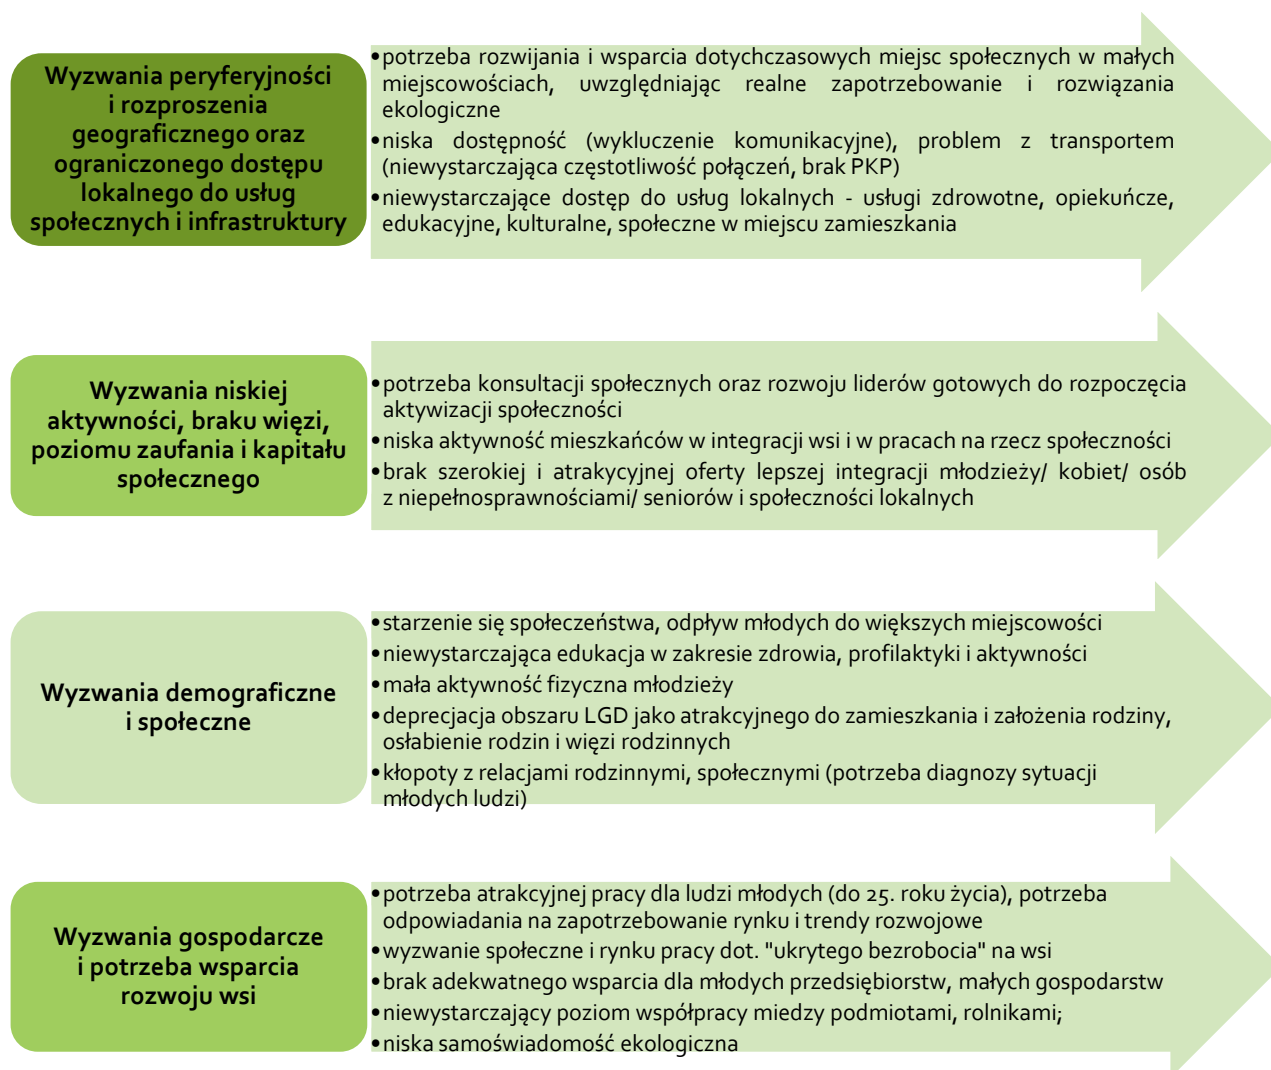 Wyzwania peryferyjności
i rozproszenia
geograficznego oraz
ograniczonego dostępu
lokalnego do usług
społecznych i infrastruktury
•potrzeba rozwijania i wsparcia dotychczasowych miejsc społecznych w małych
miejscowościach, uwzględniając realne zapotrzebowanie i rozwiązania
ekologiczne
•niska dostępność (wykluczenie komunikacyjne), problem z transportem
(niewystarczająca częstotliwość połączeń, brak PKP)
•niewystarczające dostęp do usług lokalnych - usługi zdrowotne, opiekuńcze,
edukacyjne, kulturalne, społeczne w miejscu zamieszkania
Wyzwania niskiej
aktywności, braku więzi,
poziomu zaufania i kapitału
społecznego
•potrzeba konsultacji społecznych oraz rozwoju liderów gotowych do rozpoczęcia
aktywizacji społeczności
•niska aktywność mieszkańców w integracji wsi i w pracach na rzecz społeczności
•brak szerokiej i atrakycyjnej oferty lepszej integracji młodzieży/ kobiet/ osób
z niepełnosprawnościami/ seniorów i społeczności lokalnych
Wyzwania demograficzne
i społeczne
•starzenie się społeczeństwa, odpływ młodych do większych miejscowości
•niewystarczająca edukacja w zakresie zdrowia, profilaktyki i aktywności
•mała aktywność fizyczna młodzieży
•deprecjacja obszaru LGD jako atrakcyjnego do zamieszkania i założenia rodziny,
osłabienie rodzin i więzi rodzinnych
•kłopoty z relacjami rodzinnymi, społecznymi (potrzeba diagnozy sytuacji
młodych ludzi)
Wyzwania gospodarcze
i potrzeba wsparcia
rozwoju wsi
•potrzeba atrakcyjnej pracy dla ludzi młodych (do 25. roku życia), potrzeba
odpowiadania na zapotrzebowanie rynku i trendy rozwojowe
•wyzwanie społeczne i rynku pracy dot. "ukrytego bezrobocia" na wsi
•brak adekwatnego wsparcia dla młodych przedsiębiorstw, małych gospodarstw
•niewystarczający poziom współpracy miedzy podmiotami, rolnikami;
•niska samoświadomość ekologiczna